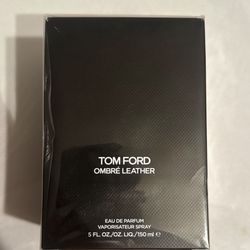 TOM FORD
OMBRÉ LEATHER
EAU DE PARFUM
VAPORISATEUR SPRAY
5 FL. OZ./OZ. LIQ./150 ml ℮